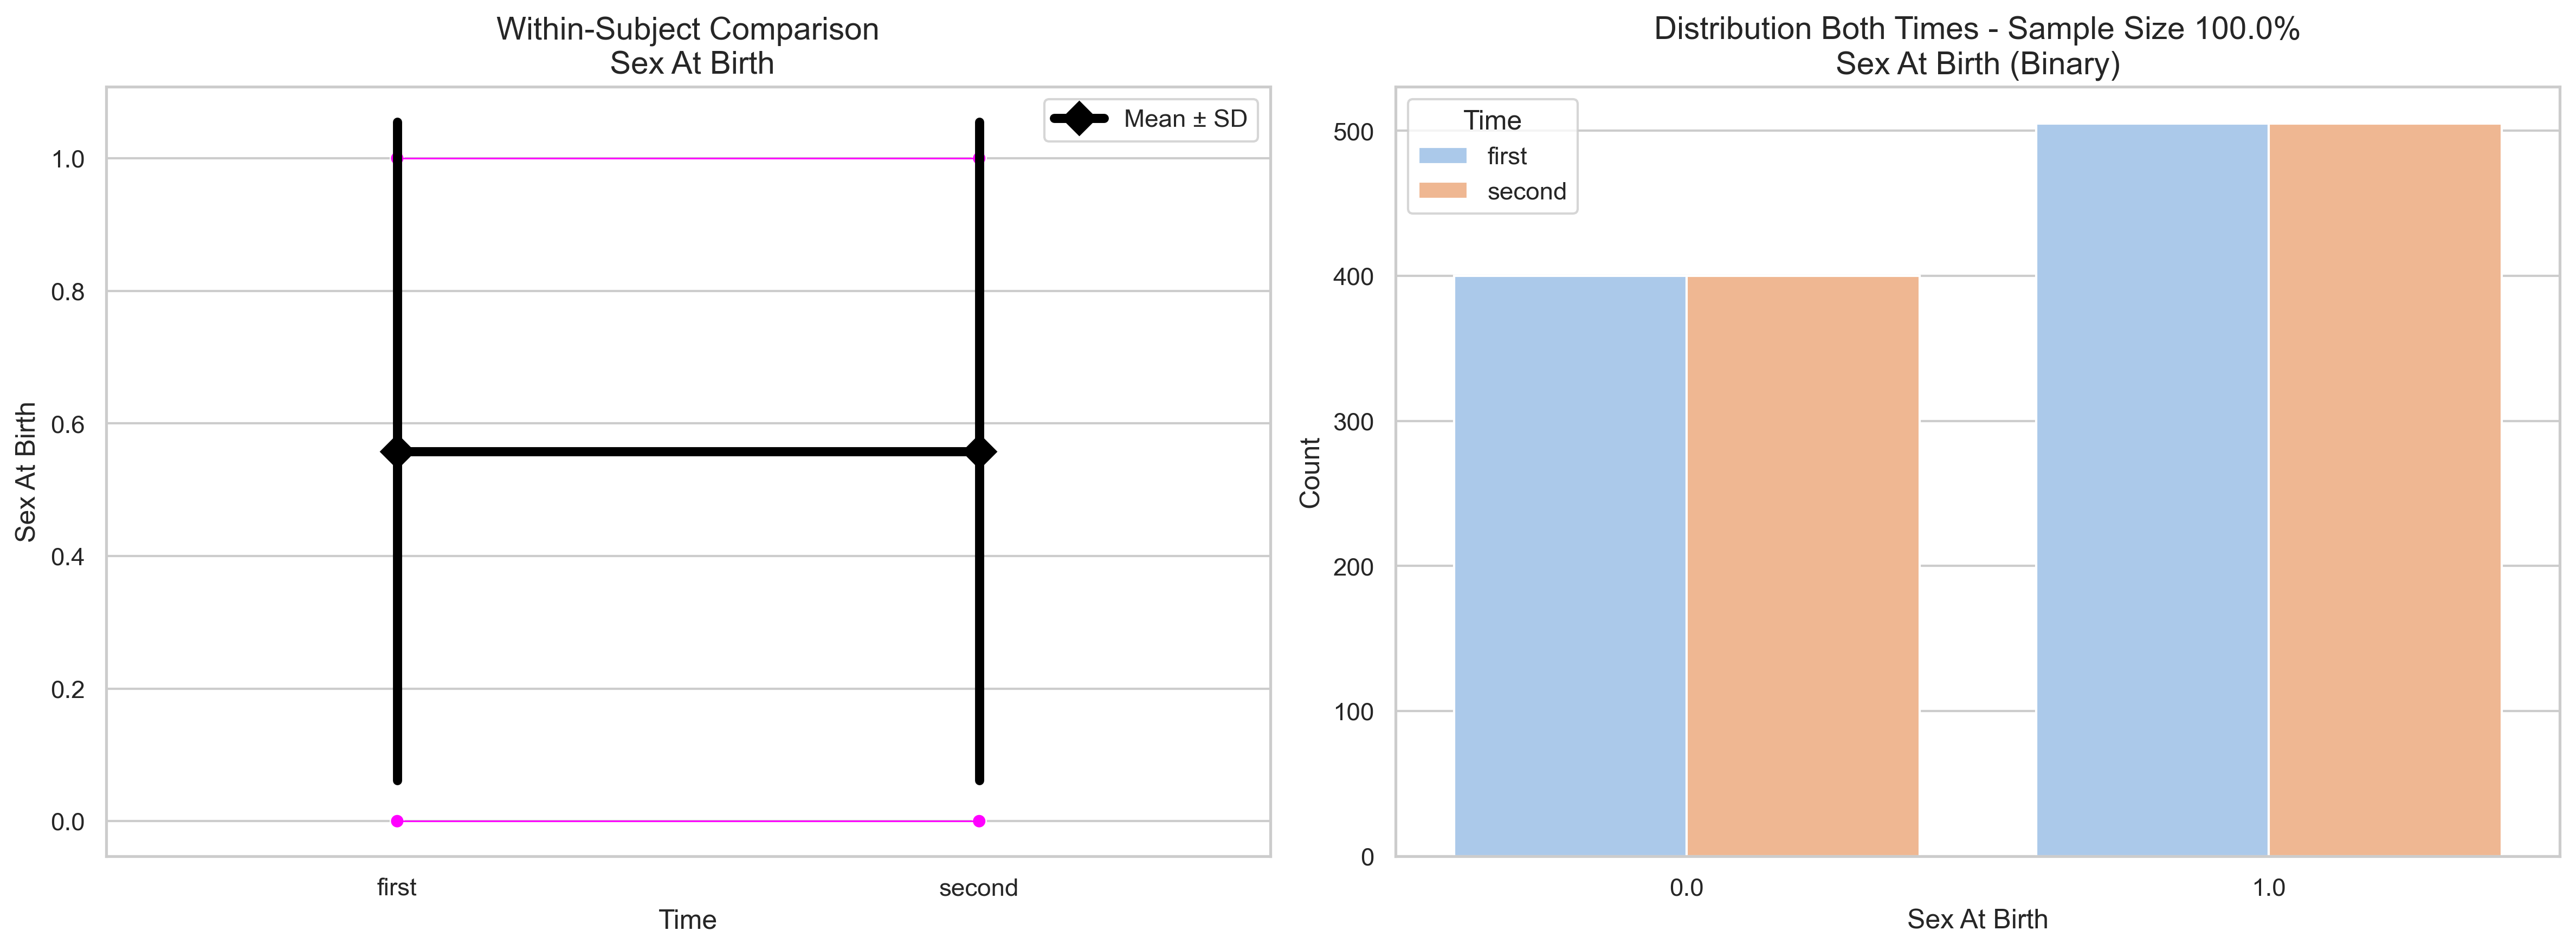 Within-Subject Comparison
Sex At Birth
Mean ± SD
1.0
0.8
0.6
0.4
0.2
0.0
Sex At Birth
first
second
Time
Distribution Both Times - Sample Size 100.0%
Sex At Birth (Binary)
Time
first
second
500
400
300
200
100
0
Count
0.0
1.0
Sex At Birth